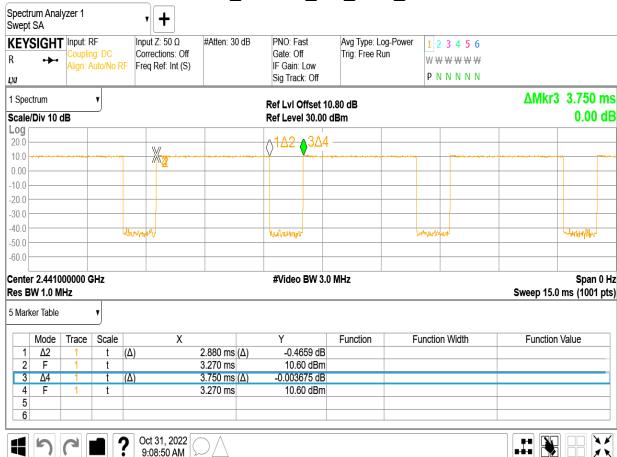 Spectrum Analyzer 1
Swept SA
KEYSIGHT Input: RF Input Z: 50 Ω #Atten: 30 dB PNO: Fast Avg Type: Log-Power 1 2 3 4 5 6
R Coupling: DC Corrections: Off Gate: Off Trig: Free Run
Align: Auto/No RF Freq Ref: Int (S) IF Gain: Low W W W W W W
Sig Track: Off P N N N N N
LXI
1 Spectrum Ref Lvl Offset 10.80 dB ΔMkr3 3.750 ms
Scale/Div 10 dB Ref Level 30.00 dBm 0.00 dB
Log
20.0 1Δ2 3Δ4
10.0
0.00
-10.0
-20.0
-30.0
-40.0
-50.0
-60.0
Center 2.441000000 GHz #Video BW 3.0 MHz Span 0 Hz
Res BW 1.0 MHz Sweep 15.0 ms (1001 pts)
5 Marker Table
Mode Trace Scale X Y Function Function Width Function Value
1 Δ2 1 t (Δ) 2.880 ms (Δ) -0.4659 dB
2 F 1 t 3.270 ms 10.60 dBm
3 Δ4 1 t (Δ) 3.750 ms (Δ) -0.003675 dB
4 F 1 t 3.270 ms 10.60 dBm
5
6
? Oct 31, 2022
9:08:50 AM